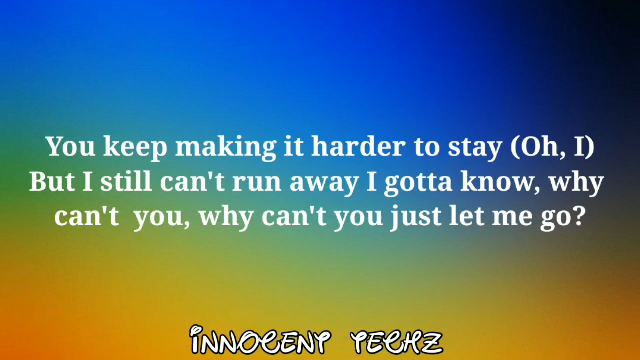 You keep making it harder to stay (Oh, I)
But I still can't run away I gotta know, why
can't you, why can't you just let me go?
INNOCENT TECHZ